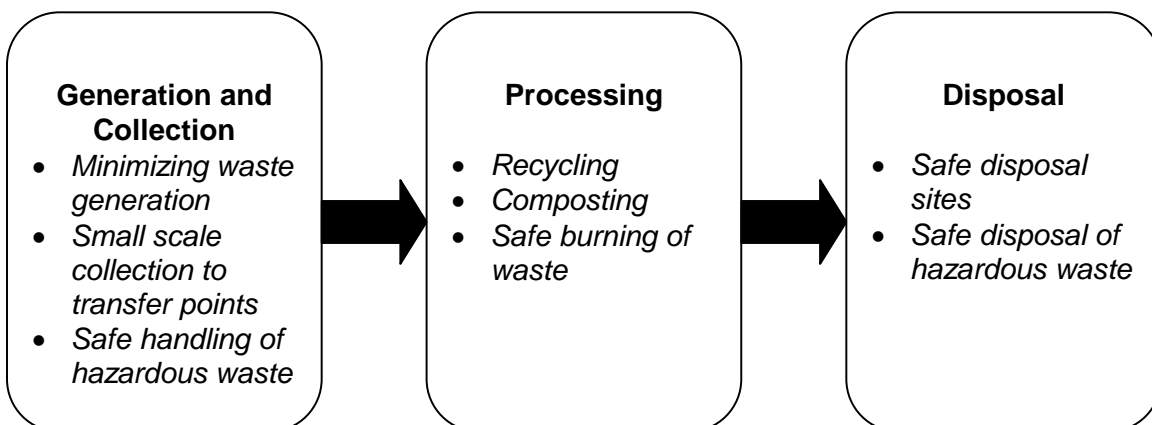 Generation and
Collection
• Minimizing waste
generation
• Small scale
collection to
transfer points
• Safe handling of
hazardous waste
Processing
• Recycling
• Composting
• Safe burning of
waste
Disposal
• Safe disposal
sites
• Safe disposal of
hazardous waste